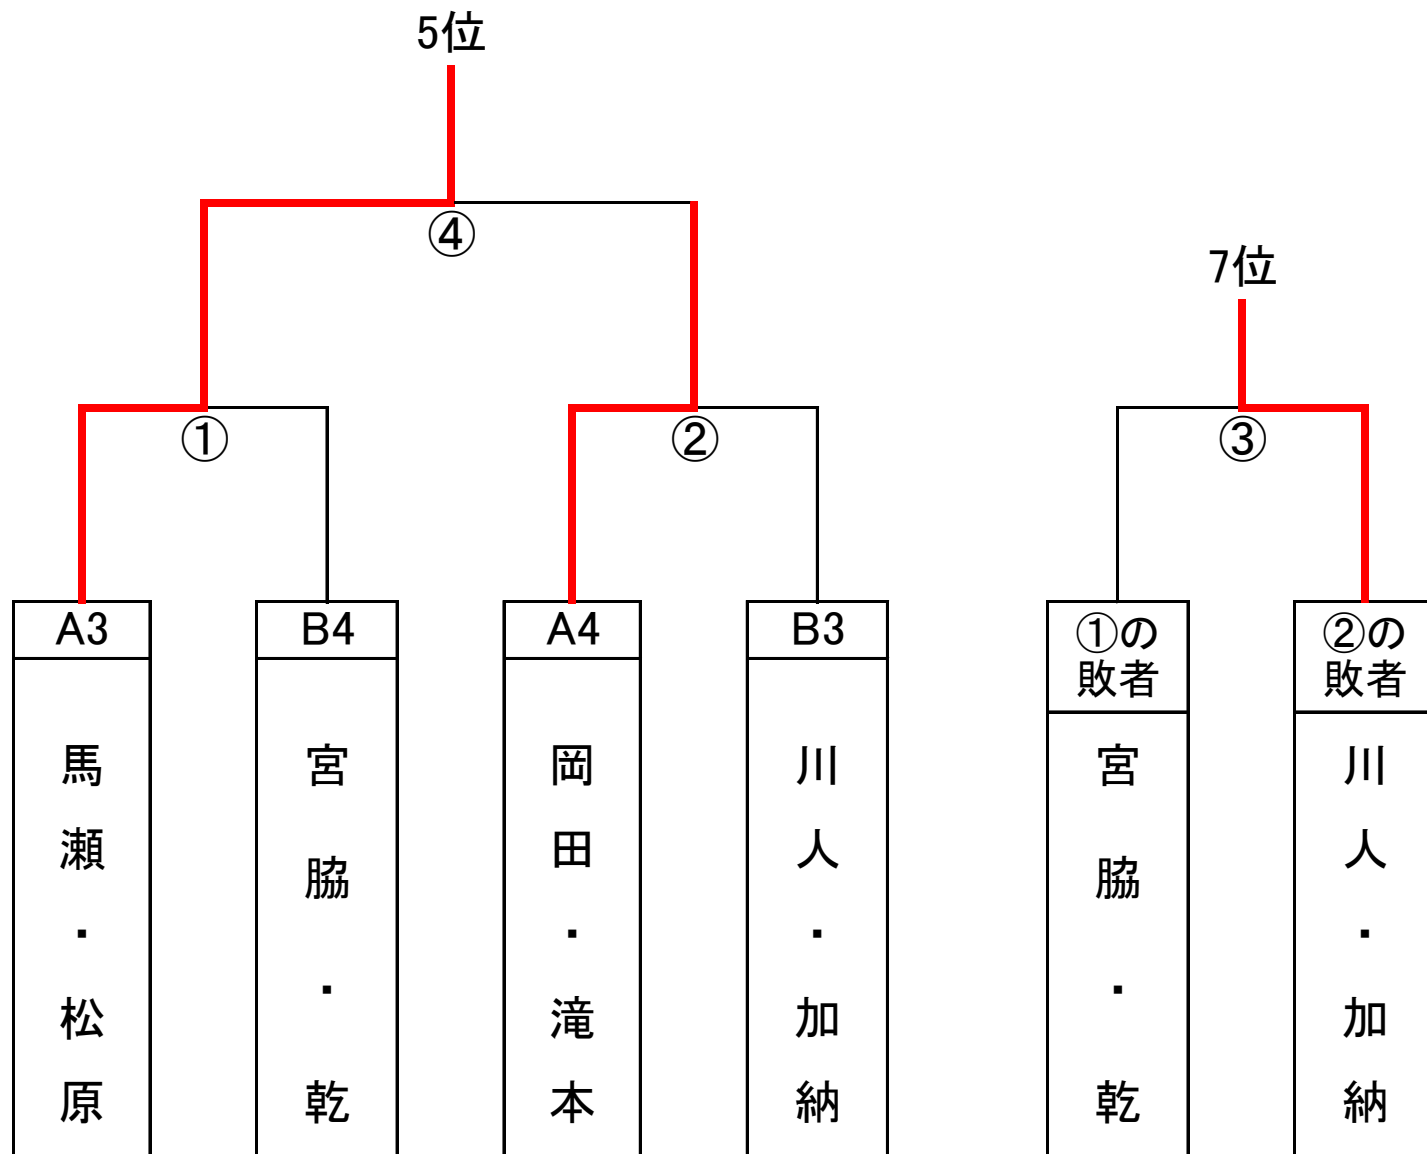 5位
④
7位
①
②
③
A3
B4
A4
B3
①の
敗者
②の
敗者
馬瀬・松原
宮脇・乾
岡田・滝本
川人・加納
宮脇・乾
川人・加納